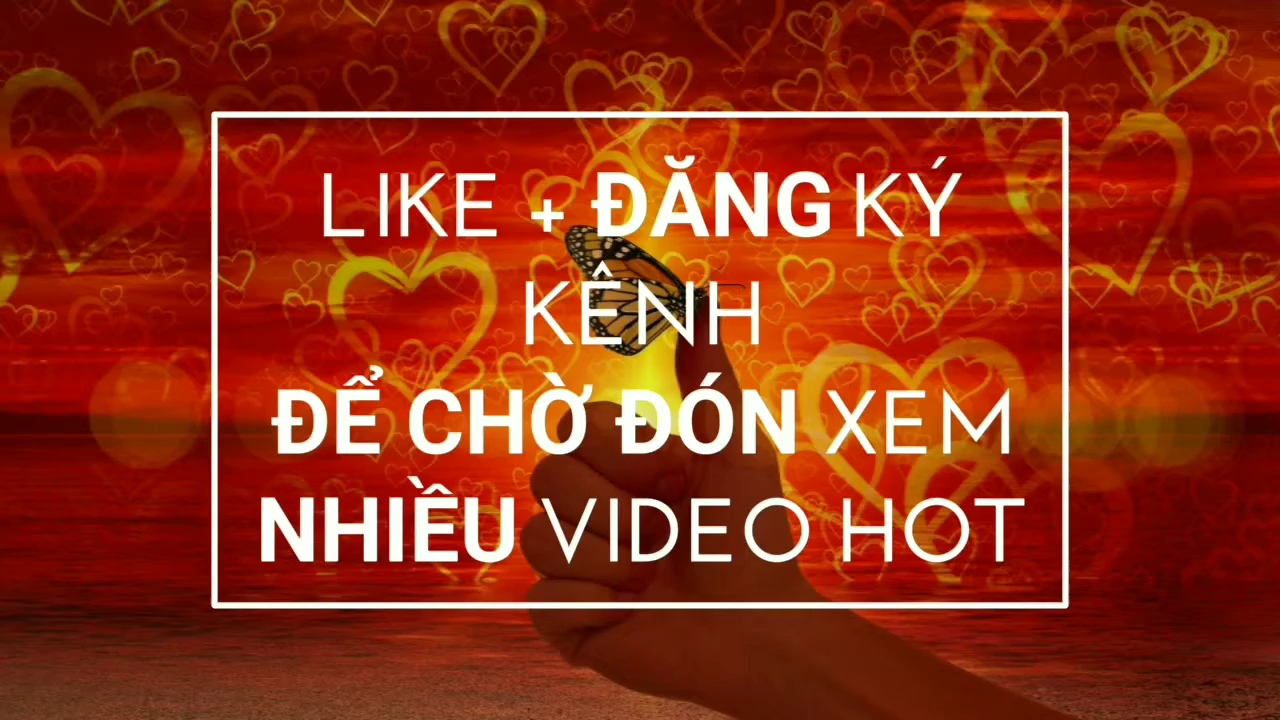 LIKE + ĐĂNG KÝ
KÊNH
ĐỂ CHỜ ĐÓN XEM
NHIỀU VIDEO HOT